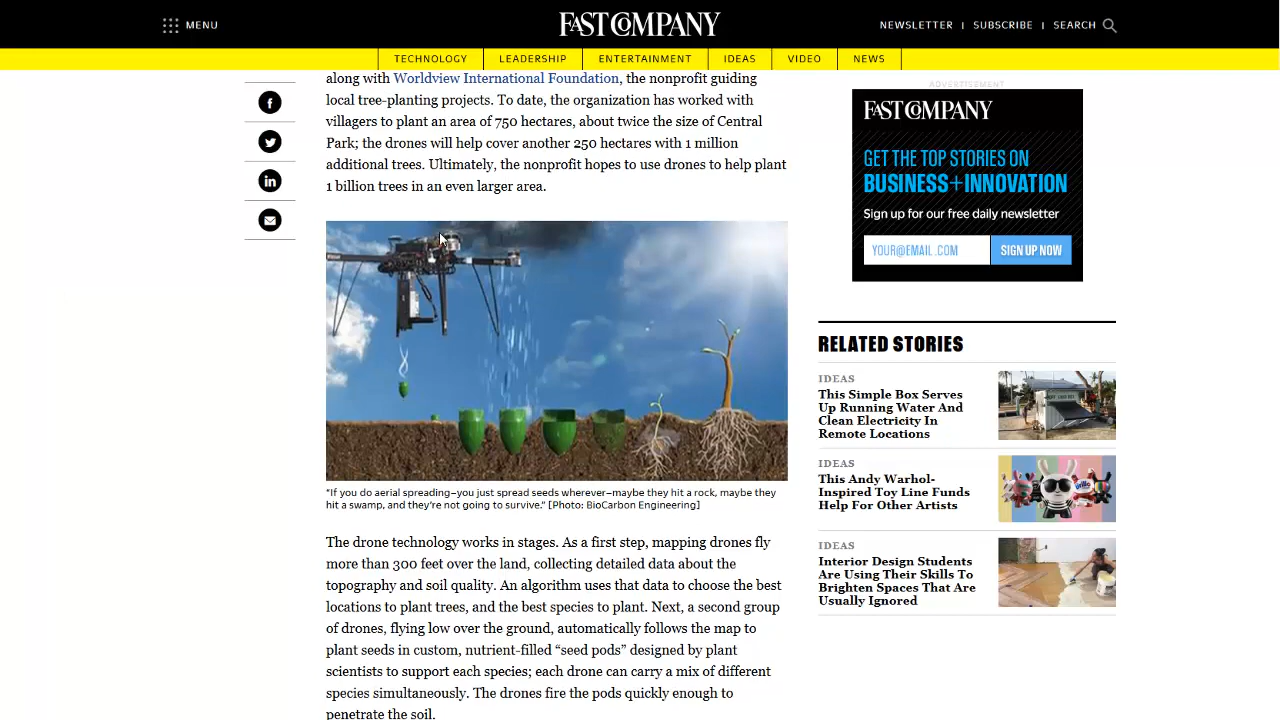 MENU
FAST COMPANY
NEWSLETTER | SUBSCRIBE | SEARCH
TECHNOLOGY
LEADERSHIP
ENTERTAINMENT
IDEAS
VIDEO
NEWS
along with Worldview International Foundation, the nonprofit guiding
local tree-planting projects. To date, the organization has worked with
villagers to plant an area of 750 hectares, about twice the size of Central
Park; the drones will help cover another 250 hectares with 1 million
additional trees. Ultimately, the nonprofit hopes to use drones to help plant
1 billion trees in an even larger area.
"If you do aerial spreading–you just spread seeds wherever–maybe they hit a rock, maybe they
hit a swamp, and they're not going to survive." [Photo: BioCarbon Engineering]
The drone technology works in stages. As a first step, mapping drones fly
more than 300 feet over the land, collecting detailed data about the
topography and soil quality. An algorithm uses that data to choose the best
locations to plant trees, and the best species to plant. Next, a second group
of drones, flying low over the ground, automatically follows the map to
plant seeds in custom, nutrient-filled “seed pods” designed by plant
scientists to support each species; each drone can carry a mix of different
species simultaneously. The drones fire the pods quickly enough to
penetrate the soil.
ADVERTISEMENT
FAST COMPANY
GET THE TOP STORIES ON
BUSINESS+INNOVATION
Sign up for our free daily newsletter
YOUR@EMAIL.COM
SIGN UP NOW
RELATED STORIES
IDEAS
This Simple Box Serves
Up Running Water And
Clean Electricity In
Remote Locations
IDEAS
This Andy Warhol-
Inspired Toy Line Funds
Help For Other Artists
IDEAS
Interior Design Students
Are Using Their Skills To
Brighten Spaces That Are
Usually Ignored